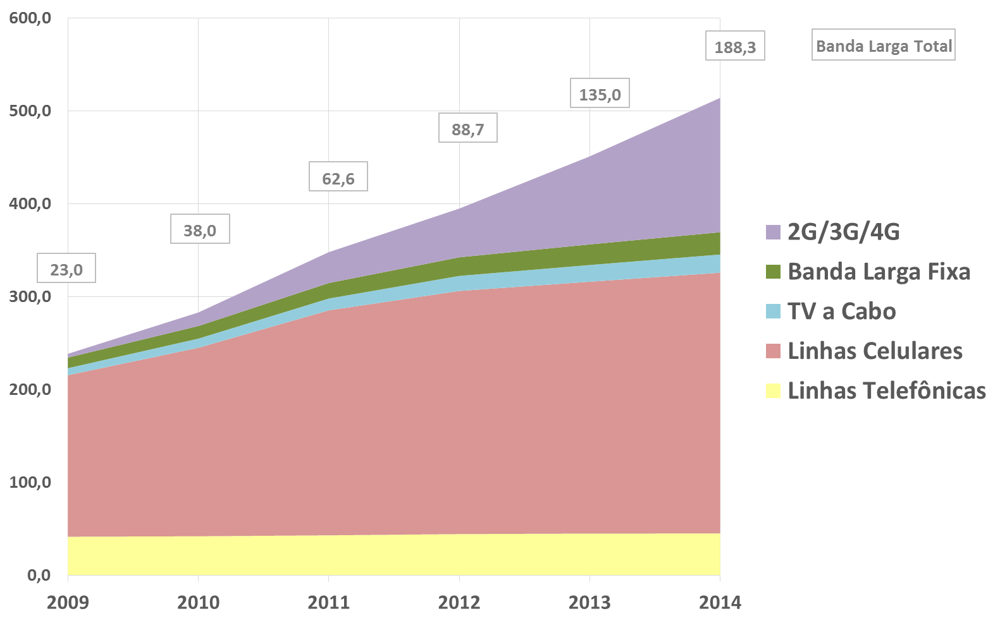 600,0
500,0
400,0
300,0
200,0
100,0
0,0
2009 2010 2011 2012 2013 2014
23,0
38,0
62,6
88,7
135,0
188,3
Banda Larga Total
2G/3G/4G
Banda Larga Fixa
TV a Cabo
Linhas Celulares
Linhas Telefônicas